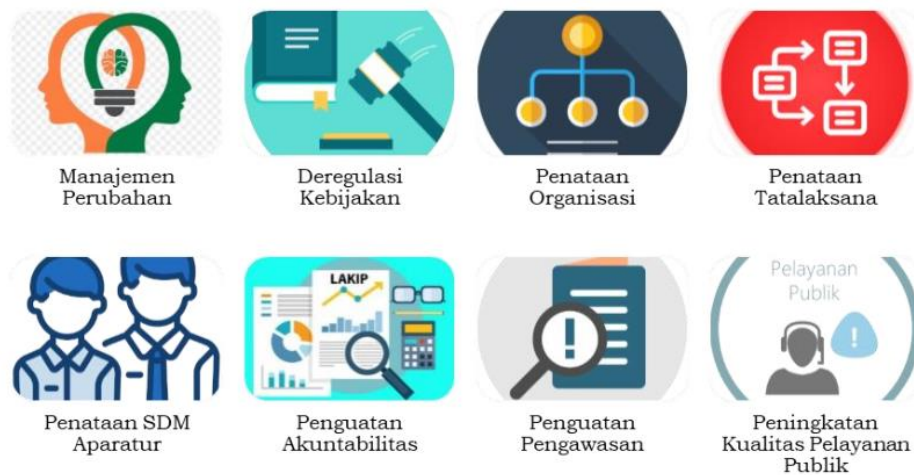 Manajemen
Perubahan
Deregulasi
Kebijakan
Penataan
Organisasi
Penataan
Tatalaksana
LAKIP
Pelayanan
Publik
Penataan SDM
Aparatur
Penguatan
Akuntabilitas
Penguatan
Pengawasan
Peningkatan
Kualitas Pelayanan
Publik